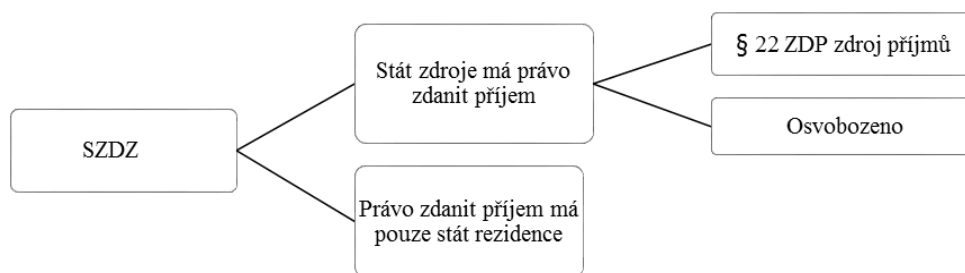 SZDZ
Stát zdroje má právo
zdanit příjem
Právo zdanit příjem má
pouze stát rezidence
§ 22 ZDP zdroj příjmů
Osvobozeno